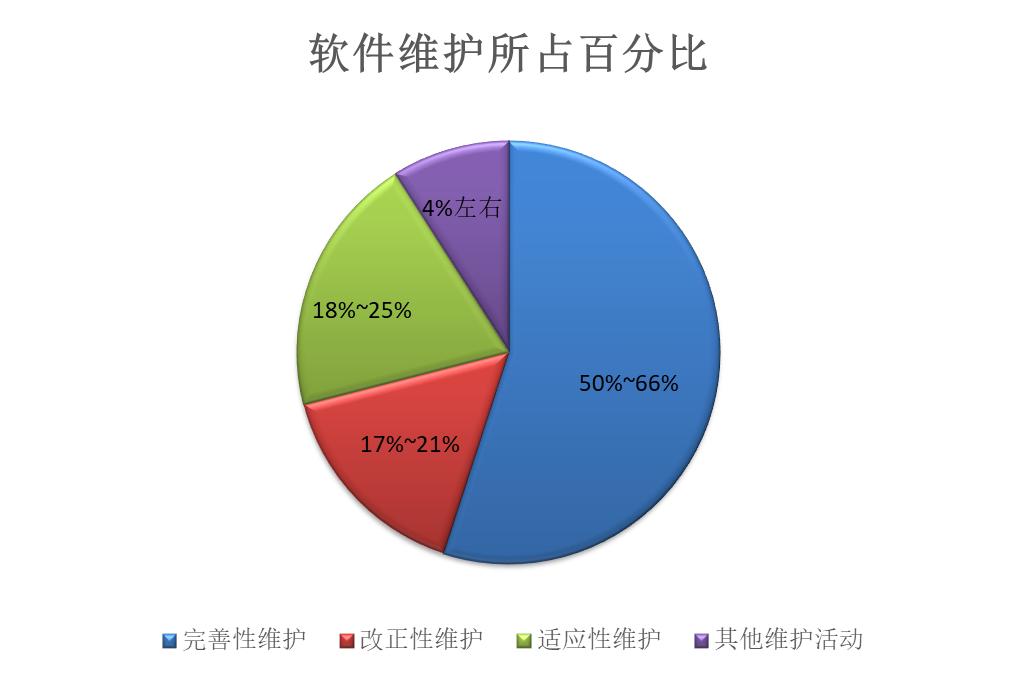 软件维护所占百分比
4%左右
18%~25%
50%~66%
17%~21%
完善性维护
改正性维护
适应性维护
其他维护活动